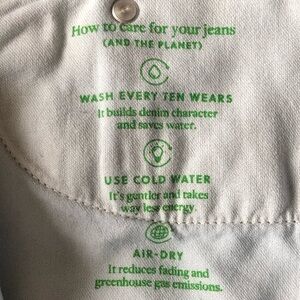 How to care for your jeans
(AND THE PLANET)
WASH EVERY TEN WEARS
It builds denim character
and saves water.
USE COLD WATER
It's gentler and takes
way less energy.
AIR-DRY
It reduces fading and
greenhouse gas emissions.